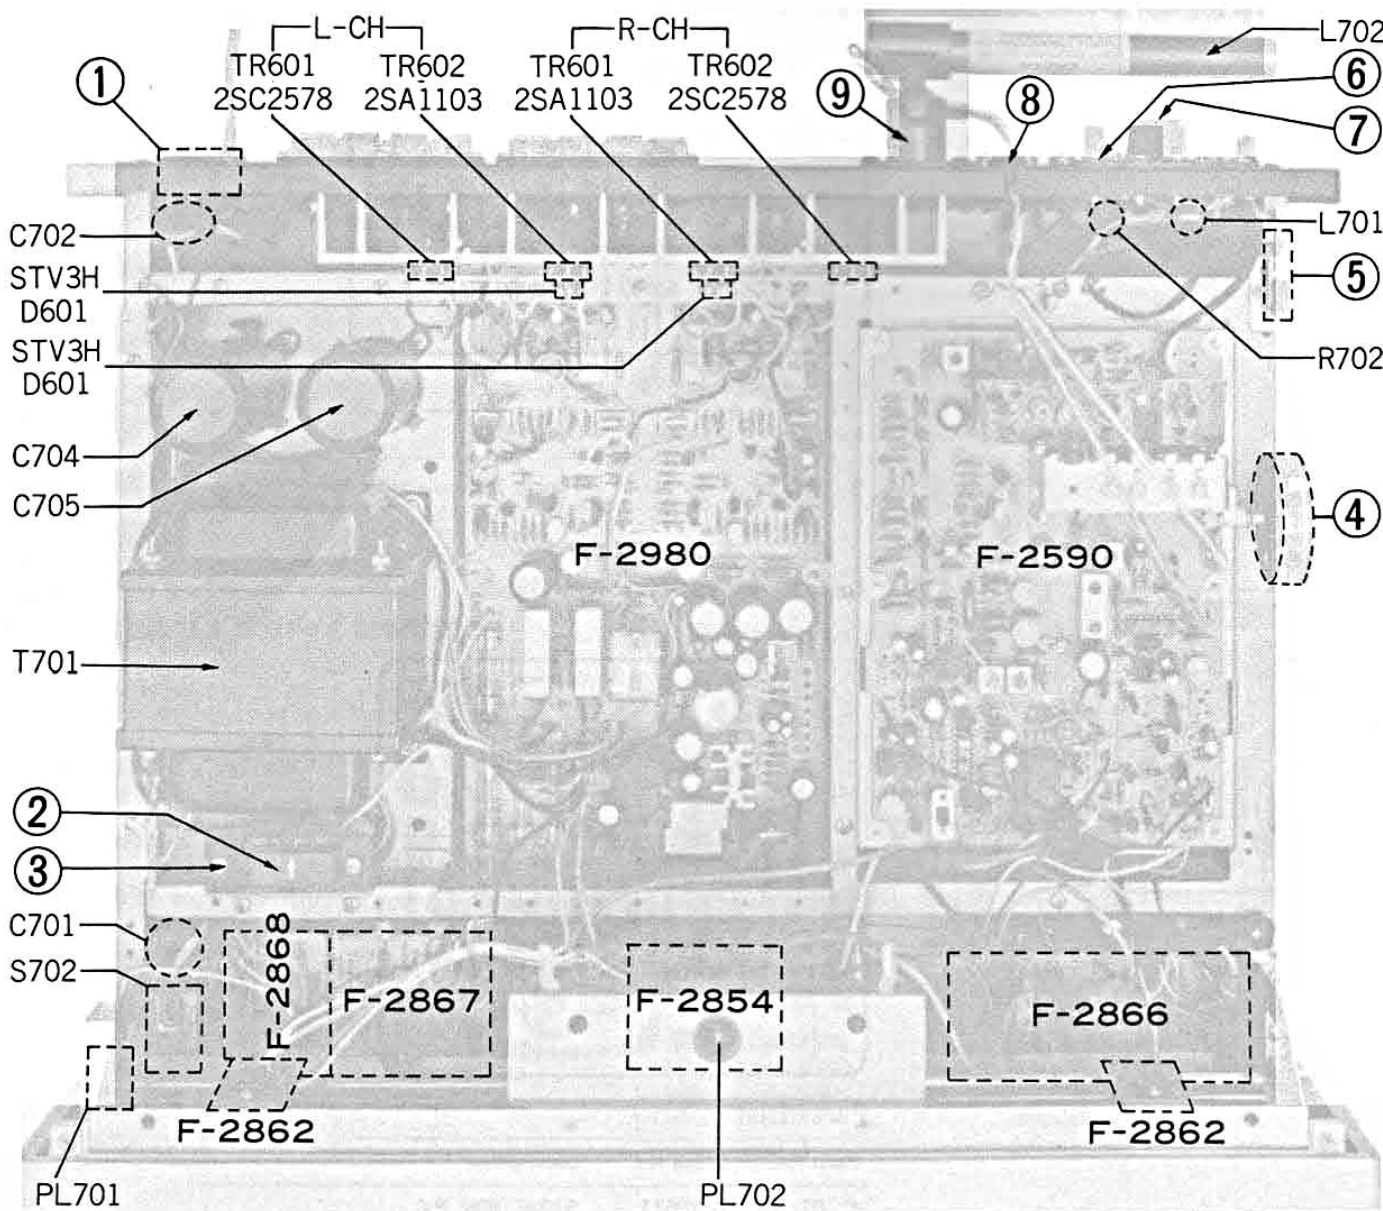 L-CH
R-CH
L702
TR601
2SC2578
TR602
2SA1103
TR601
2SA1103
TR602
2SC2578
1
9
8
6
7
C702
L701
STV3H
D601
5
STV3H
D601
R702
C704
C705
4
F-2980
F-2590
T701
2
3
C701
S702
F-2868
F-2867
F-2854
F-2866
F-2862
F-2862
PL701
PL702